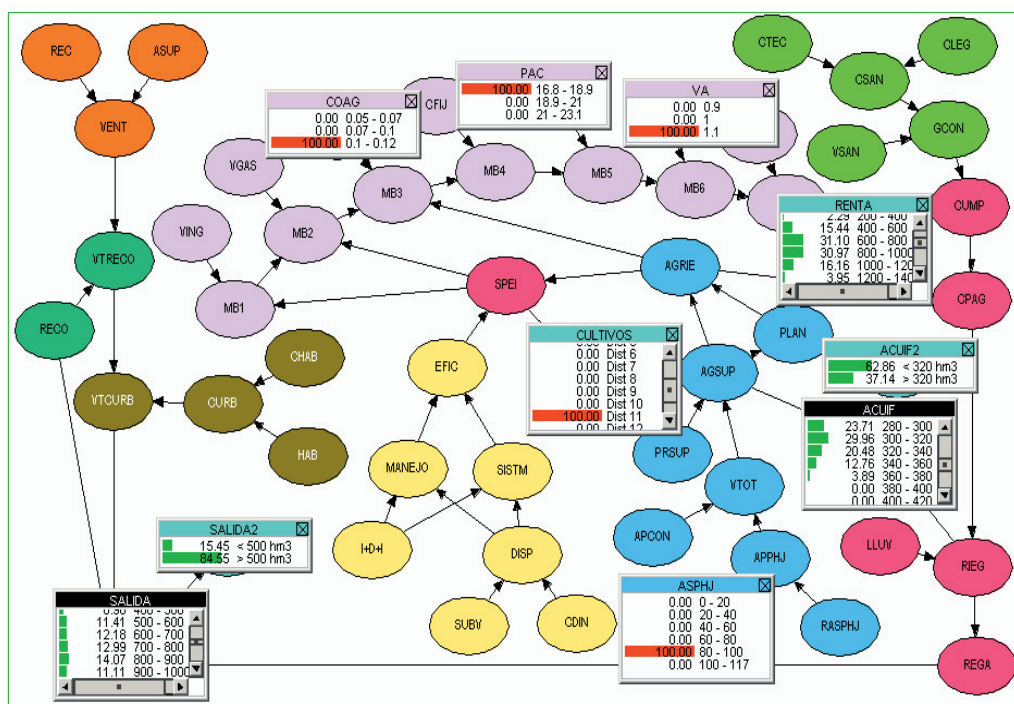 REC
ASUP
VENT
COAG
0.00 0.05 - 0.07
0.00 0.07 - 0.1
100.00 0.1 - 0.12
CFIJ
PAC
100.00 16.8 - 18.9
0.00 18.9 - 21
0.00 21 - 23.1
VA
0.00 0.9
0.00 1
100.00 1.1
CTEC
CLEG
CSAN
GCON
VSAN
VGAS
MB3
MB4
MB5
MB6
VING
MB2
MB1
VTRECO
RECO
SPEI
AGRIE
RENTA
2.29 200 - 400
15.44 400 - 600
31.10 600 - 800
30.97 800 - 1000
16.16 1000 - 120
3.95 1200 - 140
CUMP
CPAG
PLAN
CULTIVOS
0.00 Dist 6
0.00 Dist 7
0.00 Dist 8
0.00 Dist 9
0.00 Dist 10
100.00 Dist 11
0.00 Dist 12
AGSUP
ACUIF2
62.86 < 320 hm3
37.14 > 320 hm3
ACUIF
23.71 280 - 300
29.96 300 - 320
20.48 320 - 340
12.76 340 - 360
3.89 360 - 380
0.00 380 - 400
0.00 400 - 420
EFIC
CHAB
VTCURB
CURB
HAB
MANEJO
SISTM
PRSUP
VTOT
I+D+I
DISP
APCON
APPHJ
LLUV
RIEG
SALIDA2
15.45 < 500 hm3
84.55 > 500 hm3
SUBV
CDIN
ASPHJ
0.00 0 - 20
0.00 20 - 40
0.00 40 - 60
0.00 60 - 80
100.00 80 - 100
0.00 100 - 117
RASPHJ
REGA
SALIDA
11.41 500 - 600
12.18 600 - 700
12.99 700 - 800
14.07 800 - 900
11.11 900 - 1000